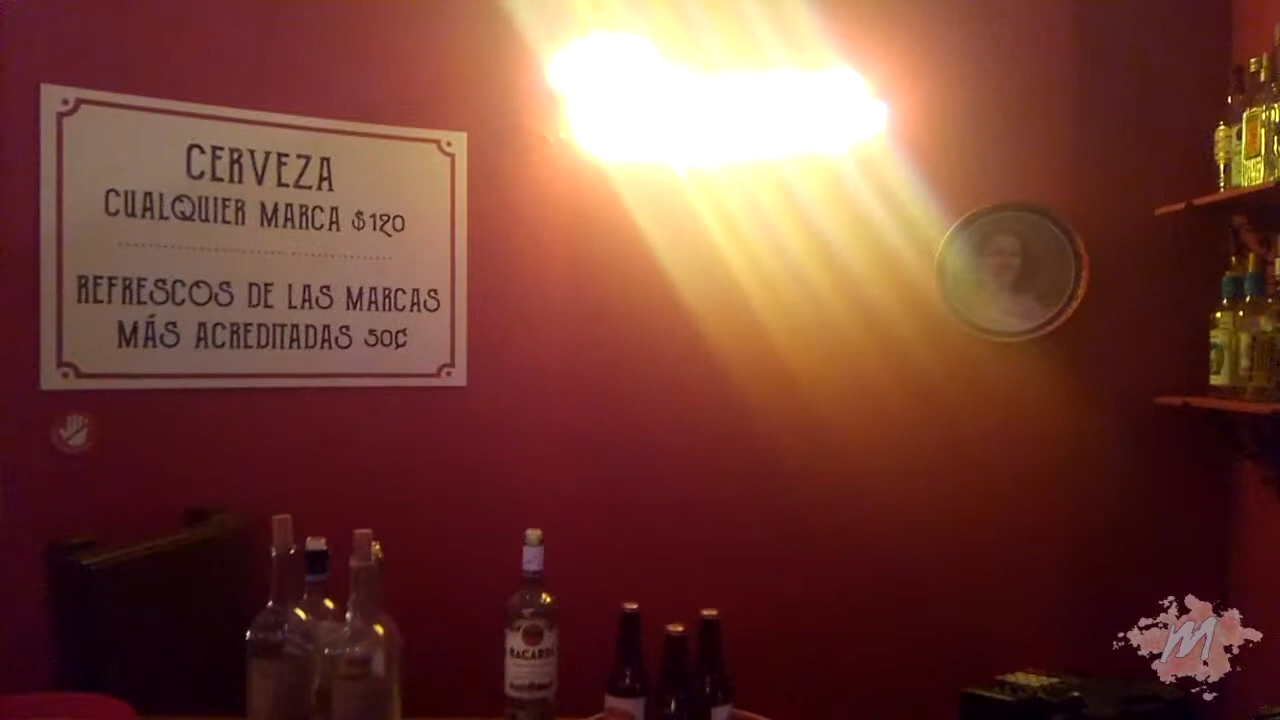 CERVEZA
CUALQUIER MARCA $120
REFRESCOS DE LAS MARCAS
MÁS ACREDITADAS 50¢
BACARDI
M